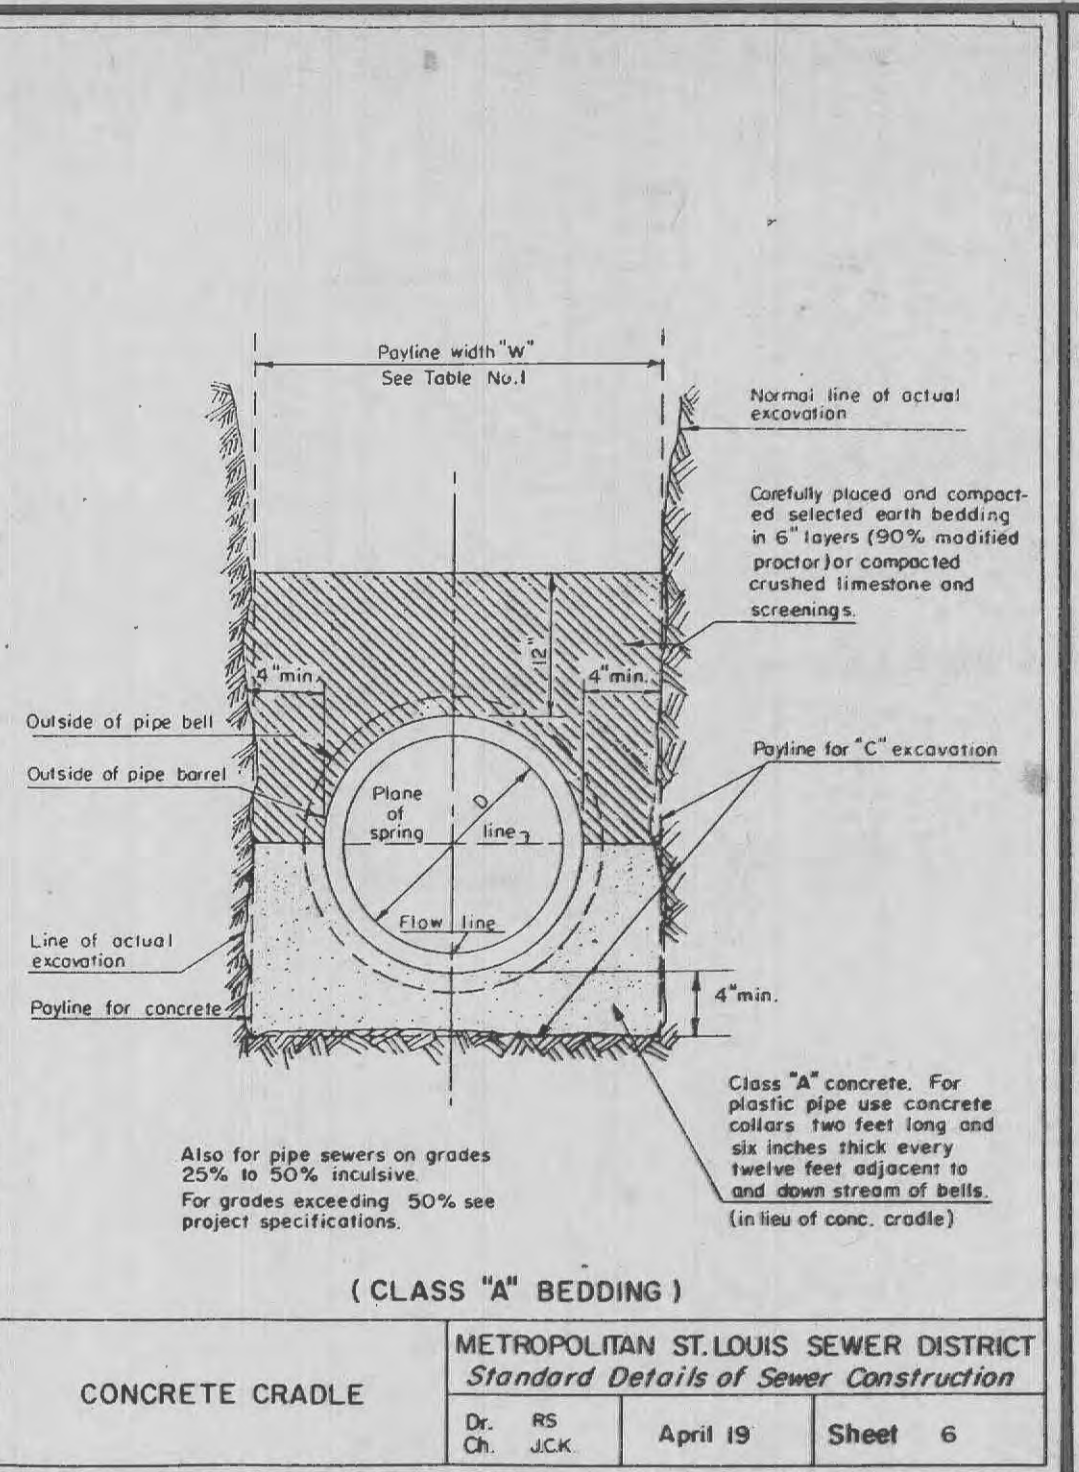 Payline width "W"
See Table No.1
Normal line of actual
excavation
Carefully placed and compact-
ed selected earth bedding
in 6" layers (90% modified
proctor) or compacted
crushed limestone and
screenings.
12"
4" min.
4" min.
Outside of pipe bell
Outside of pipe barrel
Payline for "C" excavation
Plane
of
spring line
D
Flow line
Line of actual
excavation
Payline for concrete
4" min.
Class "A" concrete. For
plastic pipe use concrete
collars two feet long and
six inches thick every
twelve feet adjacent to
and down stream of bells.
(in lieu of conc. cradle)
Also for pipe sewers on grades
25% to 50% inculsive.
For grades exceeding 50% see
project specifications.
(CLASS "A" BEDDING)
CONCRETE CRADLE
METROPOLITAN ST. LOUIS SEWER DISTRICT
Standard Details of Sewer Construction
Dr. RS
Ch. J.C.K.
April 19
Sheet 6